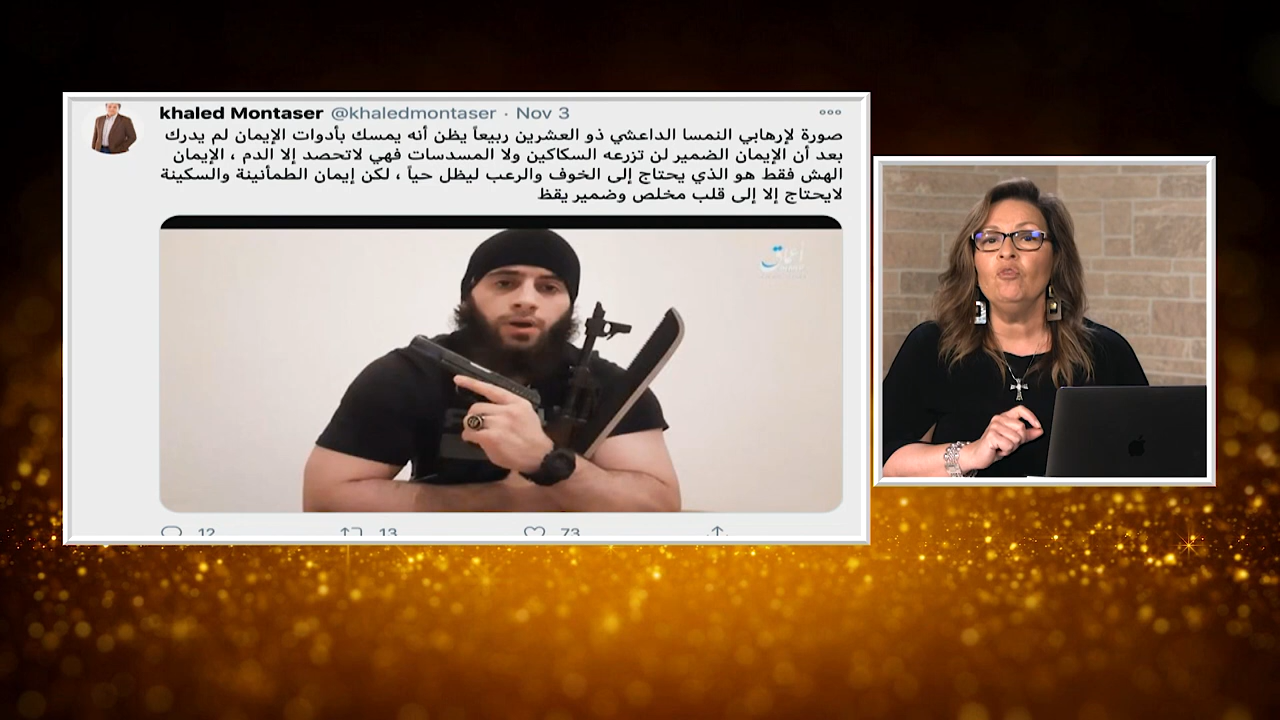 khaled Montaser @khaledmontaser · Nov 3
صورة لإرهابي النمسا الداعشي ذو العشرين ربيعاً يظن أنه يمسك بأدوات الإيمان لم يدرك
بعد أن الإيمان الضمير لن تزرعه السكاكين ولا المسدسات فهي لاتحصد إلا الدم ، الإيمان
الهش فقط هو الذي يحتاج إلى الخوف والرعب ليظل حياً ، لكن إيمان الطمأنينة والسكينة
لايحتاج إلا إلى قلب مخلص وضمير يقظ
أعماق
12 13 73